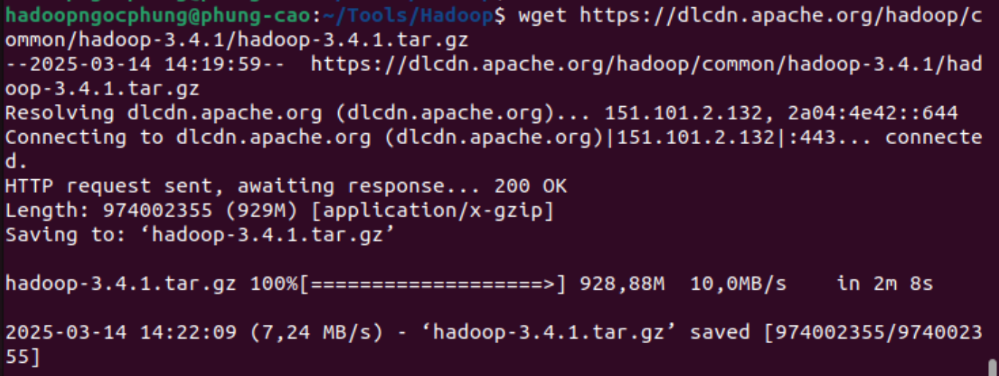 hadoopngocphung@phung-cao:~/Tools/Hadoop$ wget https://dlcdn.apache.org/hadoop/c
ommon/hadoop-3.4.1/hadoop-3.4.1.tar.gz
--2025-03-14 14:19:59--  https://dlcdn.apache.org/hadoop/common/hadoop-3.4.1/had
oop-3.4.1.tar.gz
Resolving dlcdn.apache.org (dlcdn.apache.org)... 151.101.2.132, 2a04:4e42::644
Connecting to dlcdn.apache.org (dlcdn.apache.org)|151.101.2.132|:443... connecte
d.
HTTP request sent, awaiting response... 200 OK
Length: 974002355 (929M) [application/x-gzip]
Saving to: ‘hadoop-3.4.1.tar.gz’
hadoop-3.4.1.tar.gz 100%[===================>] 928,88M  10,0MB/s    in 2m 8s
2025-03-14 14:22:09 (7,24 MB/s) - ‘hadoop-3.4.1.tar.gz’ saved [974002355/9740023
55]